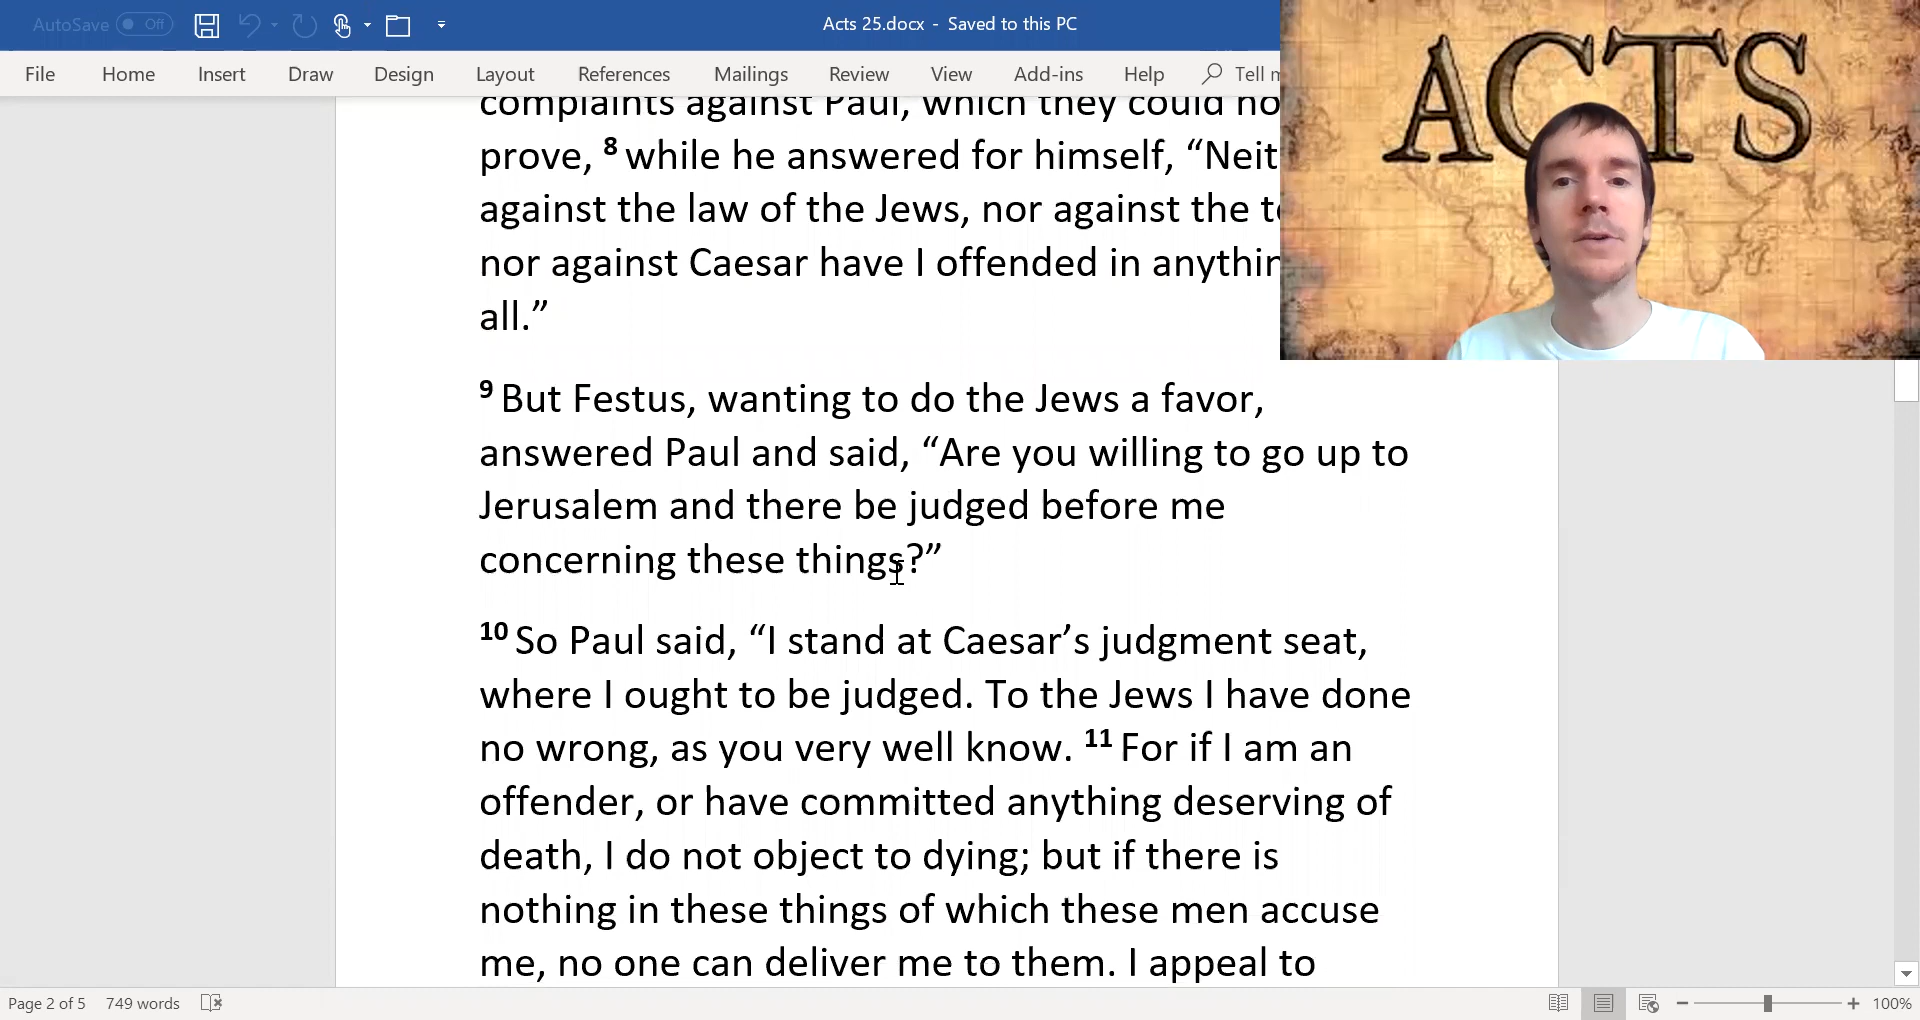 AutoSave Off
Acts 25.docx - Saved to this PC
File Home Insert Draw Design Layout References Mailings Review View Add-ins Help Tell
ACTS
complaints against Paul, which they could
prove, 8 while he answered for himself, “
against the law of the Jews, nor against the
nor against Caesar have I offended in
all.”
9 But Festus, wanting to do the Jews a favor,
answered Paul and said, “Are you willing to go up to
Jerusalem and there be judged before me
concerning these things?”
10 So Paul said, “I stand at Caesar’s judgment seat,
where I ought to be judged. To the Jews I have done
no wrong, as you very well know. 11 For if I am an
offender, or have committed anything deserving of
death, I do not object to dying; but if there is
nothing in these things of which these men accuse
me, no one can deliver me to them. I appeal to
Page 2 of 5 749 words
100%